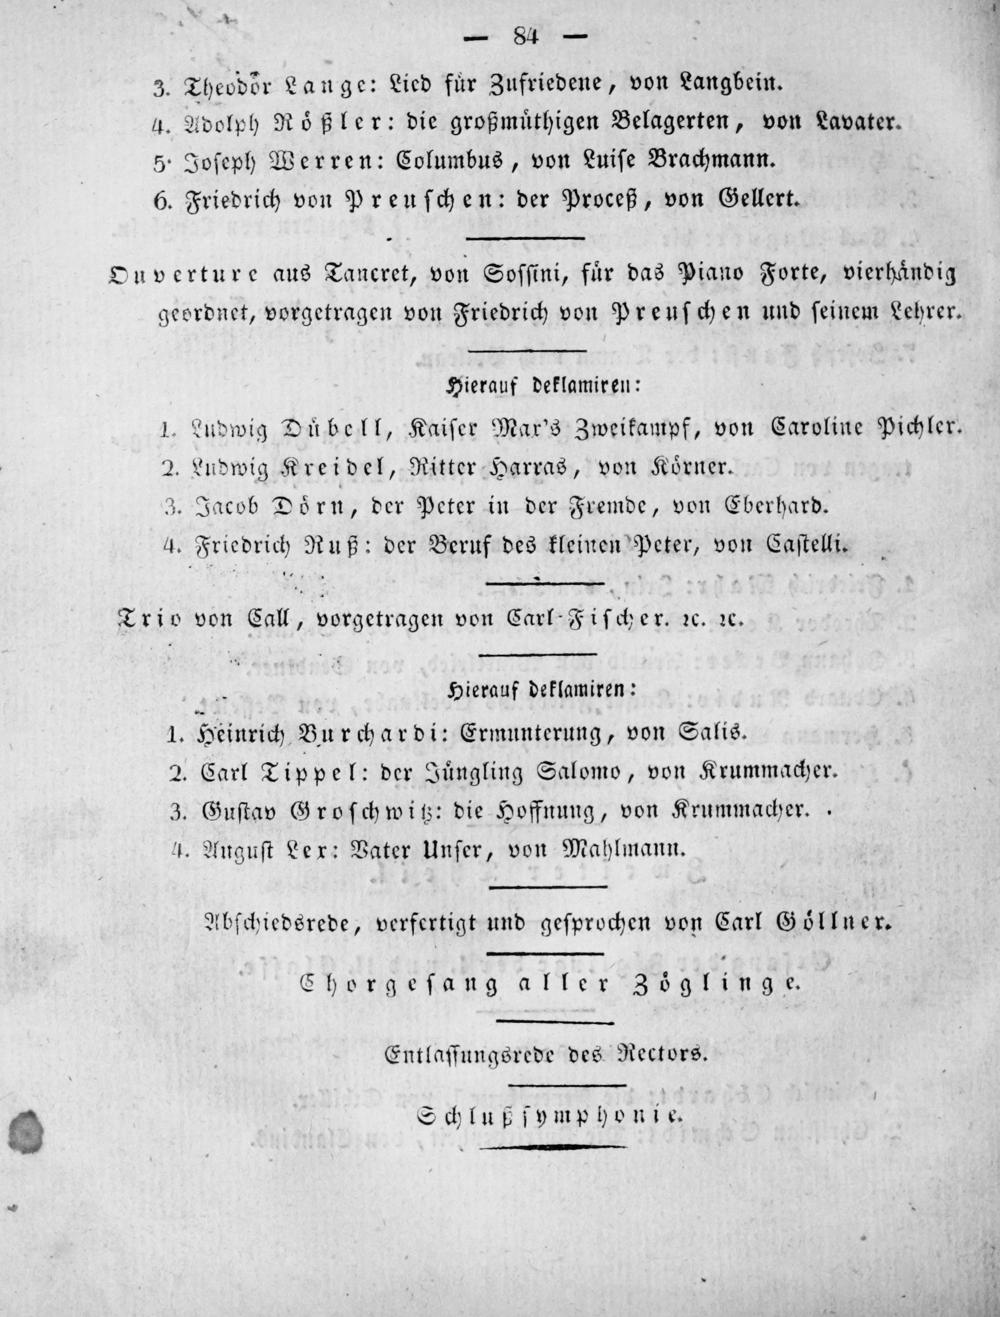 — 84 —
3. Theodor Lange: Lied für Zufriedene, von Langbein.
4. Adolph Rößler: die großmüthigen Belagerten, von Lavater.
5. Joseph Werren: Columbus, von Luise Brachmann.
6. Friedrich von Preuschen: der Proceß, von Gellert.
Ouverture aus Tancret, von Sossini, für das Piano Forte, vierhändig
geordnet, vorgetragen von Friedrich von Preuschen und seinem Lehrer.
Hierauf deklamiren:
1. Ludwig Dübell, Kaiser Max's Zweikampf, von Caroline Pichler.
2. Ludwig Kreidel, Ritter Harras, von Körner.
3. Jacob Dörn, der Peter in der Fremde, von Eberhard.
4. Friedrich Ruß: der Beruf des kleinen Peter, von Castelli.
Trio von Call, vorgetragen von Carl Fischer. ꝛc. ꝛc.
Hierauf deklamiren:
1. Heinrich Burchardi: Ermunterung, von Salis.
2. Carl Tippel: der Jüngling Salomo, von Krummacher.
3. Gustav Groschwitz: die Hoffnung, von Krummacher.
4. August Lex: Vater Unser, von Mahlmann.
Abschiedsrede, verfertigt und gesprochen von Carl Göllner.
Chorgesang aller Zöglinge.
Entlassungsrede des Rectors.
Schlußsymphonie.